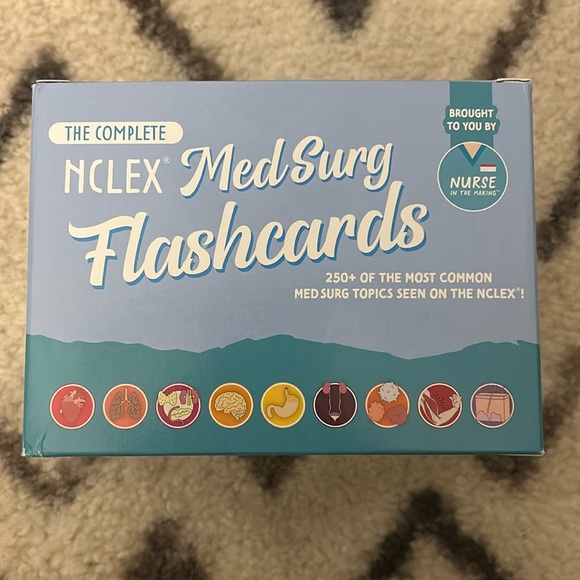 THE COMPLETE
NCLEX® Med Surg
Flashcards
BROUGHT
TO YOU BY
NURSE
IN THE MAKING™
250+ OF THE MOST COMMON
MED SURG TOPICS SEEN ON THE NCLEX®!